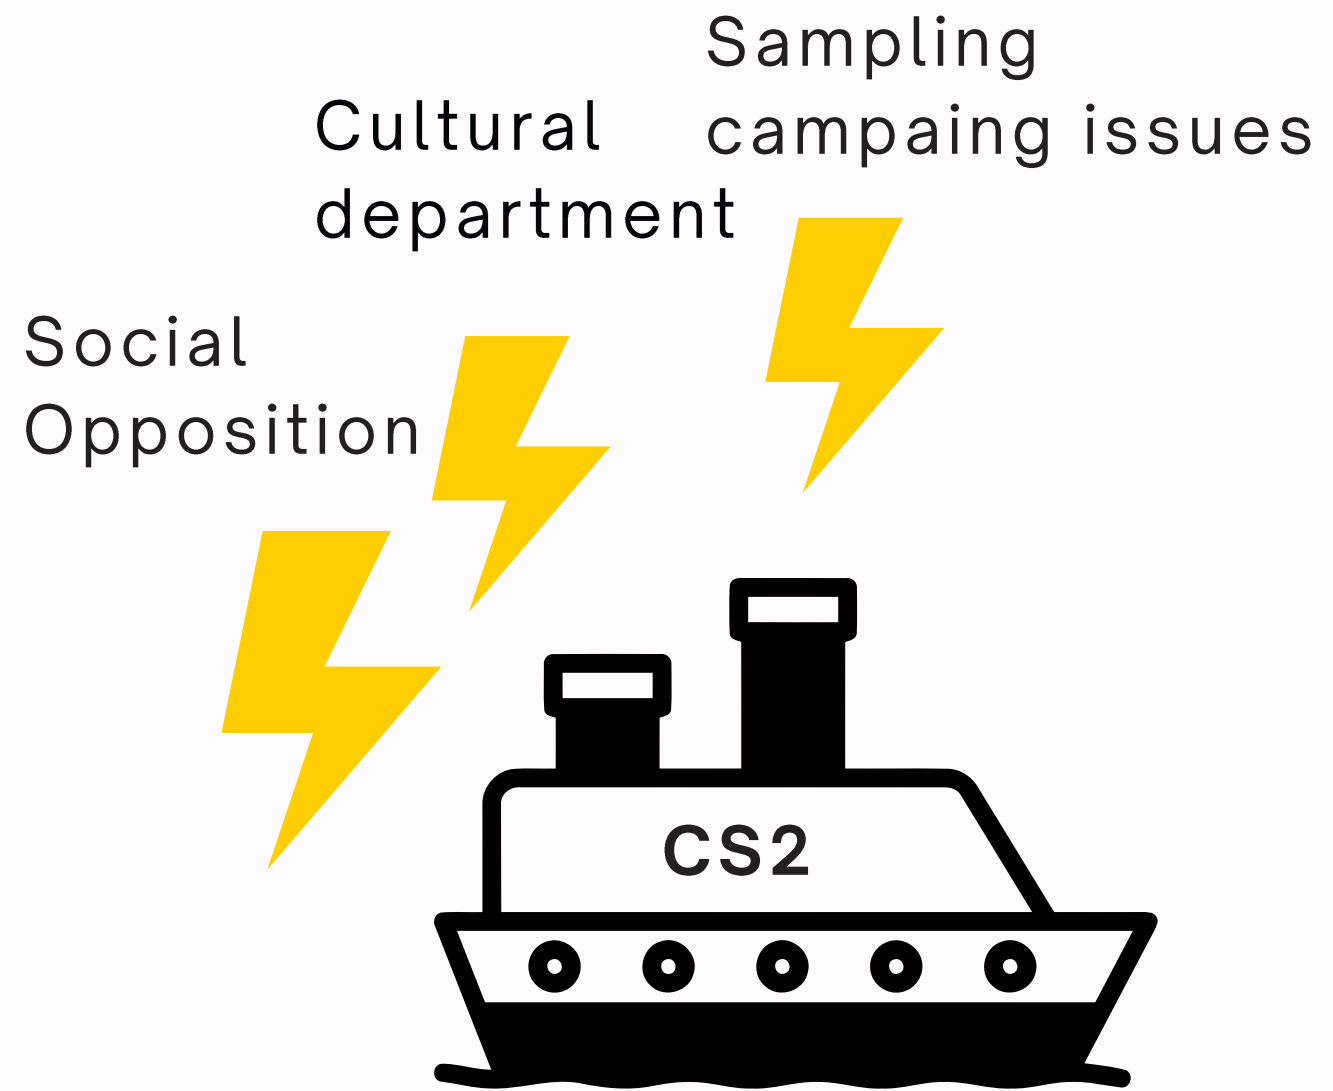 Sampling
campaing issues
Cultural
department
Social
Opposition
CS2